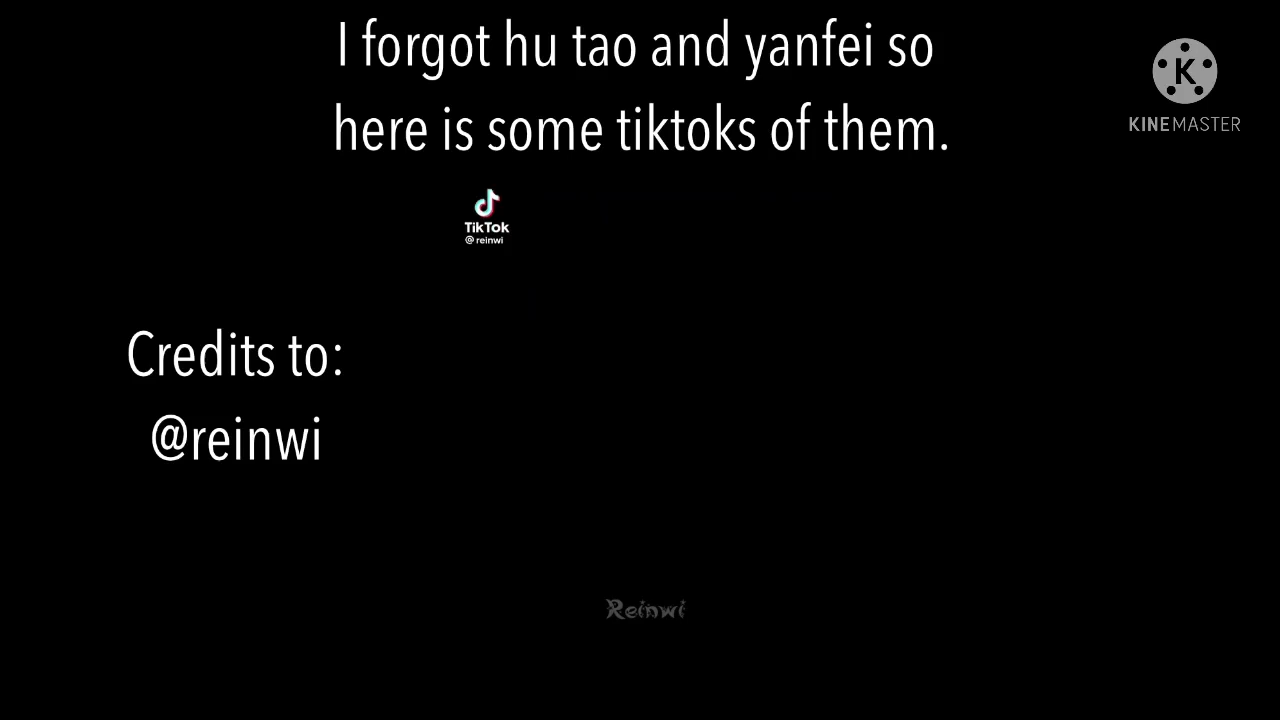 I forgot hu tao and yanfei so
here is some tiktoks of them.
K
KINEMASTER
TikTok
@ reinwi
Credits to:
@reinwi
Reinwi